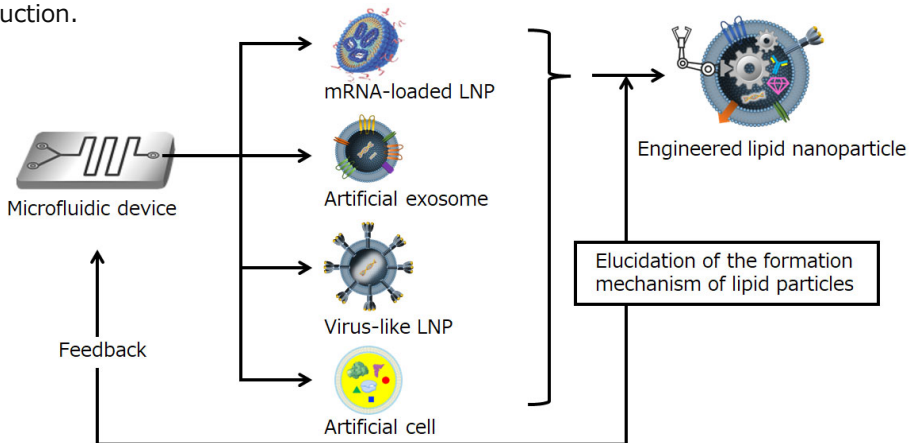 uction.
mRNA-loaded LNP
Engineered lipid nanoparticle
Artificial exosome
Microfluidic device
Elucidation of the formation
mechanism of lipid particles
Virus-like LNP
Feedback
Artificial cell